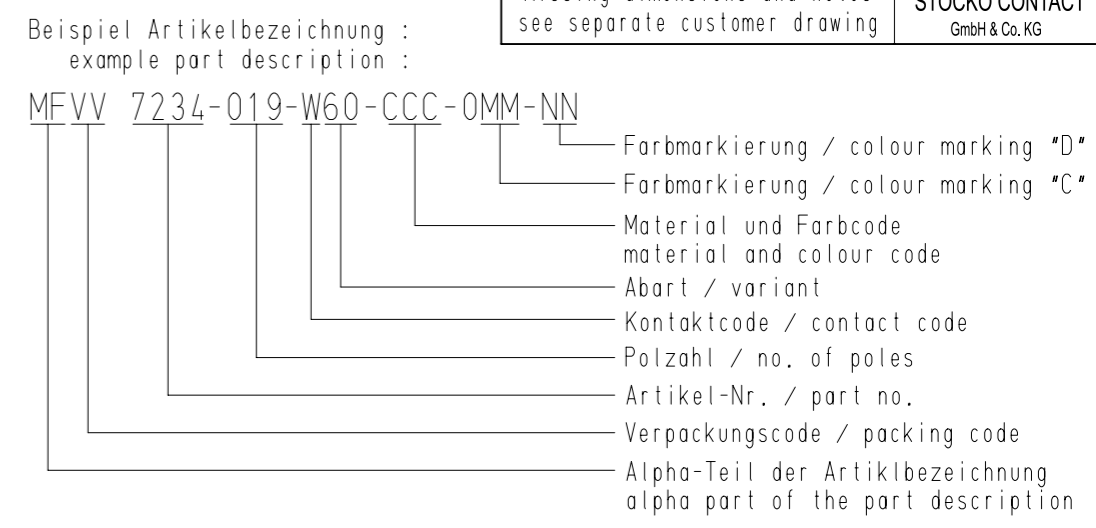 see separate customer drawing
STOCKO CONTACT
GmbH & Co. KG
Beispiel Artikelbezeichnung :
example part description :
MFVV 7234-019-W60-CCC-0MM-NN
Farbmarkierung / colour marking "D"
Farbmarkierung / colour marking "C"
Material und Farbcode
material and colour code
Abart / variant
Kontaktcode / contact code
Polzahl / no. of poles
Artikel-Nr. / part no.
Verpackungscode / packing code
Alpha-Teil der Artiklbezeichnung
alpha part of the part description